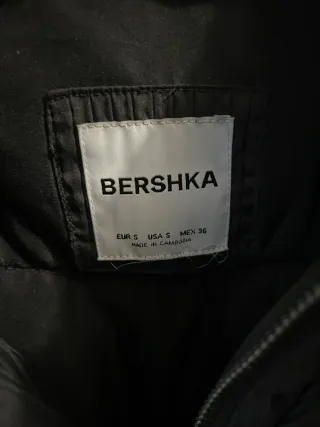 BERSHKA
EUR S USA S MEX 36
MADE IN CAMBODIA